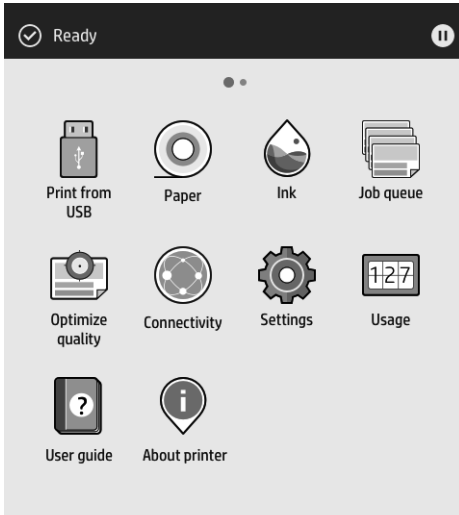 Ready
Print from
USB
Paper
Ink
Job queue
Optimize
quality
Connectivity
Settings
127
Usage
?
User guide
i
About printer